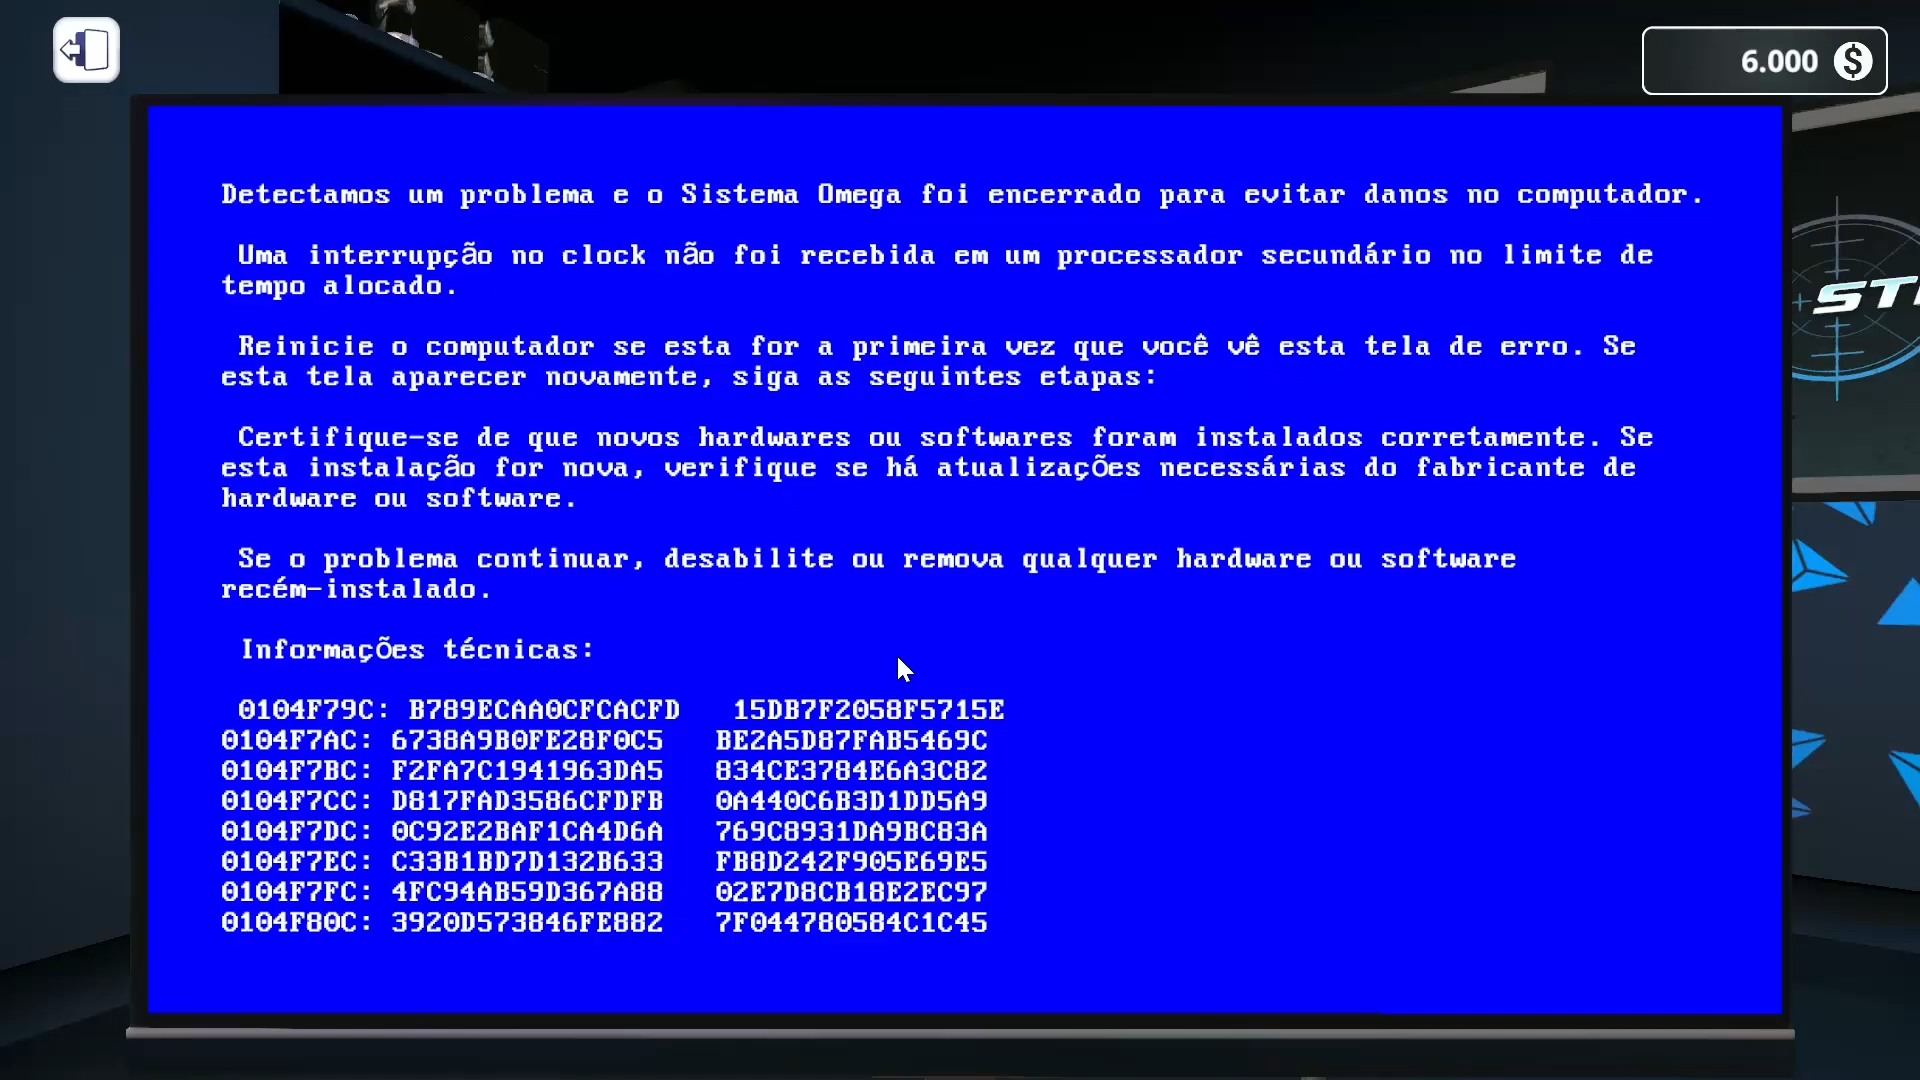 6.000
Detectamos um problema e o Sistema Omega foi encerrado para evitar danos no computador.
Uma interrupção no clock não foi recebida em um processador secundário no limite de
tempo alocado.
Reinicie o computador se esta for a primeira vez que você vê esta tela de erro. Se
esta tela aparecer novamente, siga as seguintes etapas:
Certifique-se de que novos hardwares ou softwares foram instalados corretamente. Se
esta instalação for nova, verifique se há atualizações necessárias do fabricante de
hardware ou software.
Se o problema continuar, desabilite ou remova qualquer hardware ou software
recém-instalado.
Informações técnicas:
0104F79C: B789ECAA0CFCACFD 15DB7F2058F5715E
0104F7AC: 6738A9B0FE28F0C5 BE2A5D87FAB5469C
0104F7BC: F2FA7C1941963DA5 834CE3784E6A3C82
0104F7CC: D817FAD3586CFDFB 0A440C6B3D1DD5A9
0104F7DC: 0C92E2BAF1CA4D6A 769C8931DA9BC83A
0104F7EC: C33B1BD7D132B633 FB8D242F905E69E5
0104F7FC: 4FC94AB59D367A88 02E7D8CB18E2EC97
0104F80C: 3920D573846FE882 7F044780584C1C45